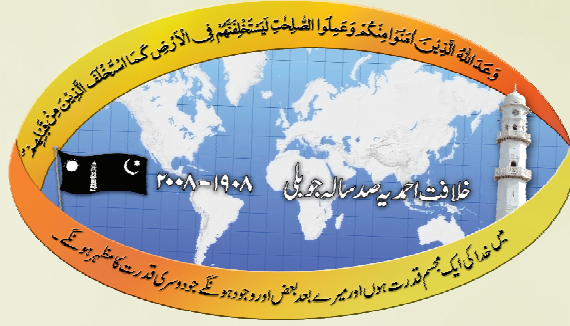 وَعَدَ اللّٰهُ الَّذِيْنَ اٰمَنُوْا مِنْكُمْ وَعَمِلُوا الصّٰلِحٰتِ لَيَسْتَخْلِفَنَّهُمْ فِى الْاَرْضِ كَمَا اسْتَخْلَفَ الَّذِيْنَ مِنْ قَبْلِهِمْ
خلافت احمدیہ صد سالہ جوبلی
۱۹۰۸ - ۲۰۰۸
میں خدا کی ایک مجسم قدرت ہوں اور میرے بعد بعض اور وجود ہونگے جو دوسری قدرت کا مظہر ہونگے۔